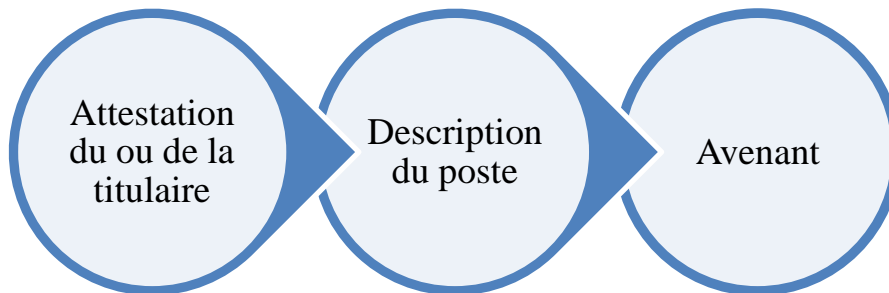 Attestation
du ou de la
titulaire
Description
du poste
Avenant